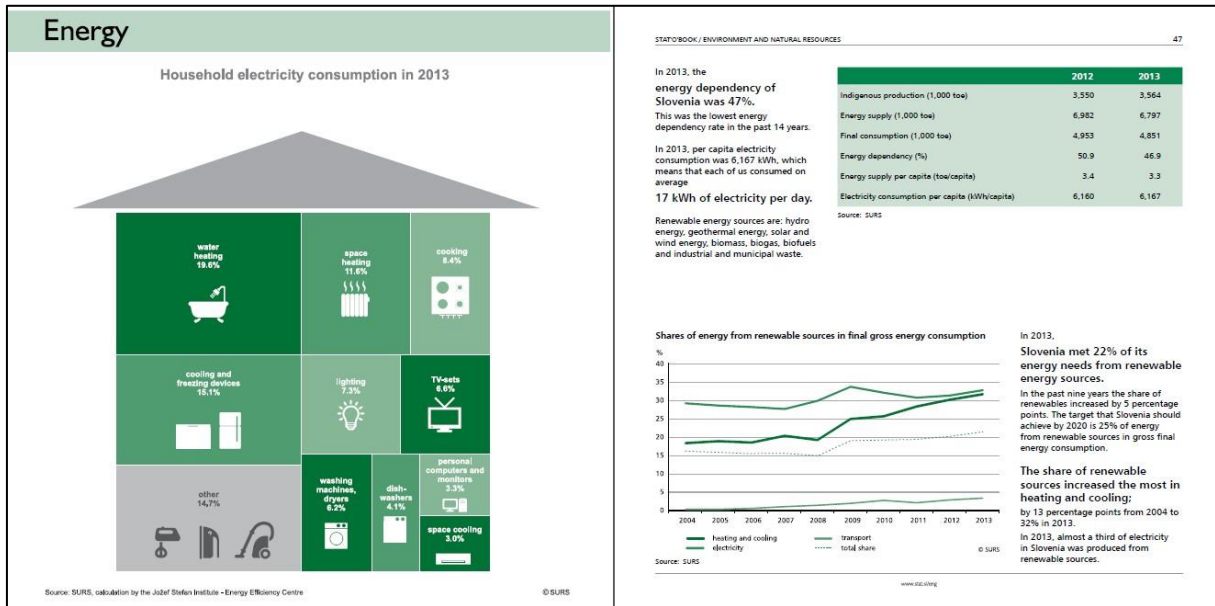 Energy
Household electricity consumption in 2013
water
heating
19.6%
space
heating
11.6%
cooking
8.4%
cooling and
freezing devices
15.1%
lighting
7.3%
TV-sets
6.6%
other
14.7%
washing
machines,
dryers
6.2%
dish-
washers
4.1%
personal
computers and
monitors
3.3%
space cooling
3.0%
Source: SURS, calculation by the Jožef Stefan Institute - Energy Efficiency Centre
© SURS
STAT'O'BOOK / ENVIRONMENT AND NATURAL RESOURCES
47
In 2013, the
energy dependency of
Slovenia was 47%.
This was the lowest energy
dependency rate in the past 14 years.
In 2013, per capita electricity
consumption was 6,167 kWh, which
means that each of us consumed on
average
17 kWh of electricity per day.
Renewable energy sources are: hydro
energy, geothermal energy, solar and
wind energy, biomass, biogas, biofuels
and industrial and municipal waste.
2012 2013
Indigenous production (1,000 toe) 3,550 3,564
Energy supply (1,000 toe) 6,982 6,797
Final consumption (1,000 toe) 4,953 4,851
Energy dependency (%) 50.9 46.9
Energy supply per capita (toe/capita) 3.4 3.3
Electricity consumption per capita (kWh/capita) 6,160 6,167
Source: SURS
Shares of energy from renewable sources in final gross energy consumption
%
40
35
30
25
20
15
10
5
0
2004 2005 2006 2007 2008 2009 2010 2011 2012 2013
heating and cooling transport
electricity total share
© SURS
Source: SURS
In 2013,
Slovenia met 22% of its
energy needs from renewable
energy sources.
In the past nine years the share of
renewables increased by 5 percentage
points. The target that Slovenia should
achieve by 2020 is 25% of energy
from renewable sources in gross final
energy consumption.
The share of renewable
sources increased the most in
heating and cooling;
by 13 percentage points from 2004 to
32% in 2013.
In 2013, almost a third of electricity
in Slovenia was produced from
renewable sources.
www.stat.si/eng